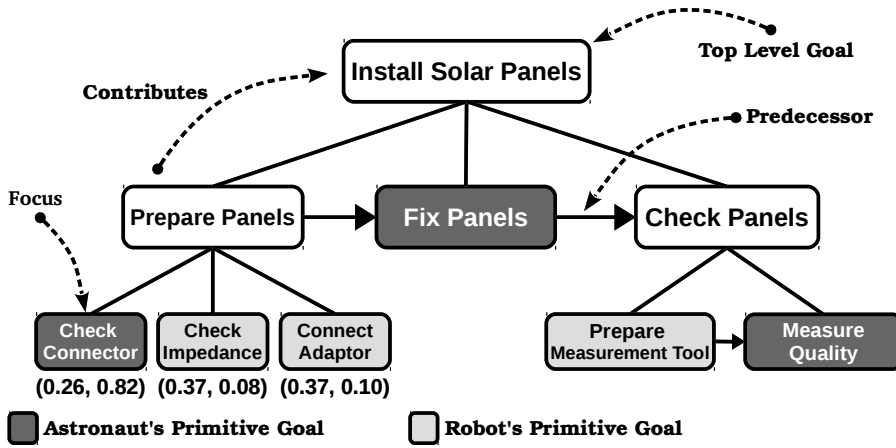 Top Level Goal
Install Solar Panels
Contributes
Predecessor
Focus
Prepare Panels
Fix Panels
Check Panels
Check
Connector
Check
Impedance
Connect
Adaptor
Prepare
Measurement Tool
Measure
Quality
(0.26, 0.82) (0.37, 0.08) (0.37, 0.10)
Astronaut's Primitive Goal
Robot's Primitive Goal